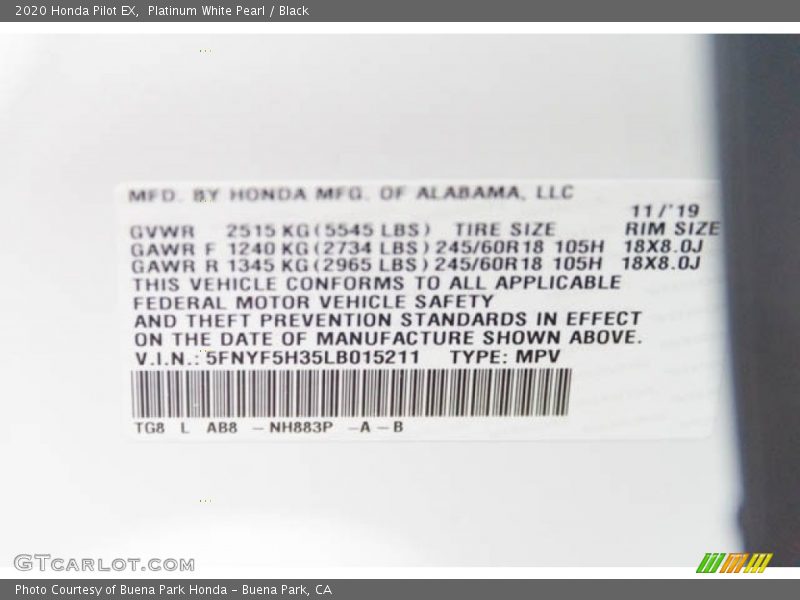 2020 Honda Pilot EX,  Platinum White Pearl / Black
MFD. BY HONDA MFG. OF ALABAMA, LLC
11/'19
GVWR 2515 KG (5545 LBS) TIRE SIZE RIM SIZE
GAWR F 1240 KG (2734 LBS) 245/60R18 105H 18X8.0J
GAWR R 1345 KG (2965 LBS) 245/60R18 105H 18X8.0J
THIS VEHICLE CONFORMS TO ALL APPLICABLE
FEDERAL MOTOR VEHICLE SAFETY
AND THEFT PREVENTION STANDARDS IN EFFECT
ON THE DATE OF MANUFACTURE SHOWN ABOVE.
V.I.N.: 5FNYF5H35LB015211 TYPE: MPV
TG8 L AB8 - NH883P - A - B
GTCARLOT.COM
Photo Courtesy of Buena Park Honda - Buena Park, CA